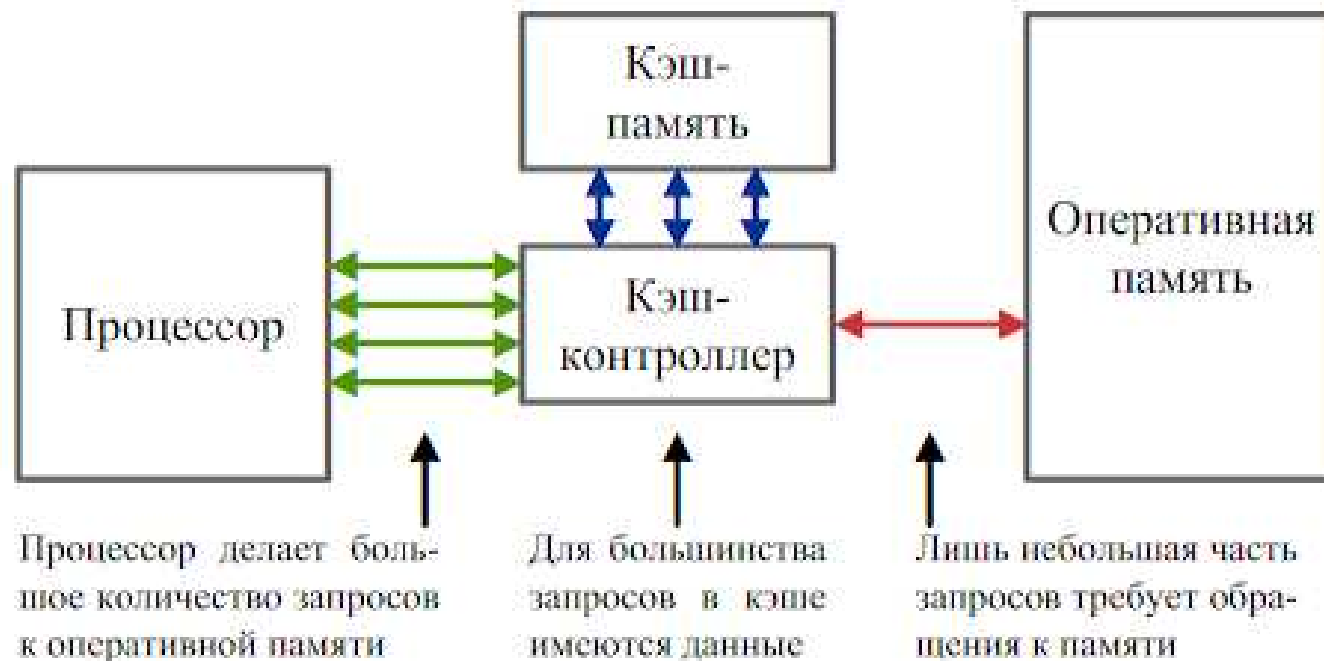 Кэш-
память
Процессор
Кэш-
контроллер
Оперативная
память
Процессор делает боль-
шое количество запросов
к оперативной памяти
Для большинства
запросов в кэше
имеются данные
Лишь небольшая часть
запросов требует обра-
щения к памяти